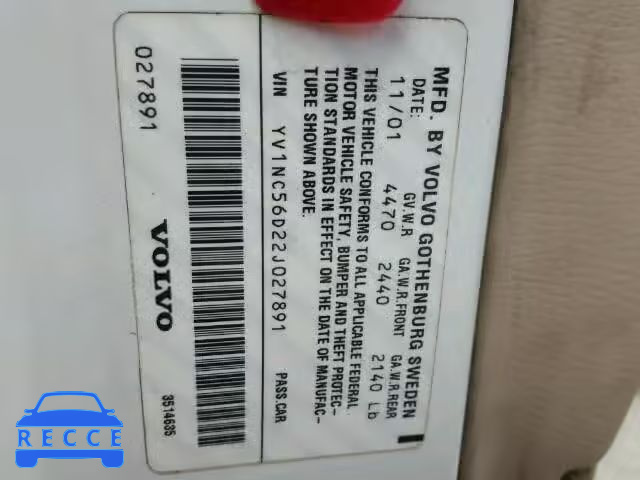 MFD. BY VOLVO GOTHENBURG SWEDEN
DATE: G.V.W.R GA.W.R.FRONT GA.W.R.REAR
11/01 4470 2440 2140 Lb
THIS VEHICLE CONFORMS TO ALL APPLICABLE FEDERAL
MOTOR VEHICLE SAFETY, BUMPER AND THEFT PROTEC-
TION STANDARDS IN EFFECT ON THE DATE OF MANUFAC-
TURE SHOWN ABOVE.
VIN YV1NC56D22J027891 PASS.CAR
027891 VOLVO 3514635
RECCE